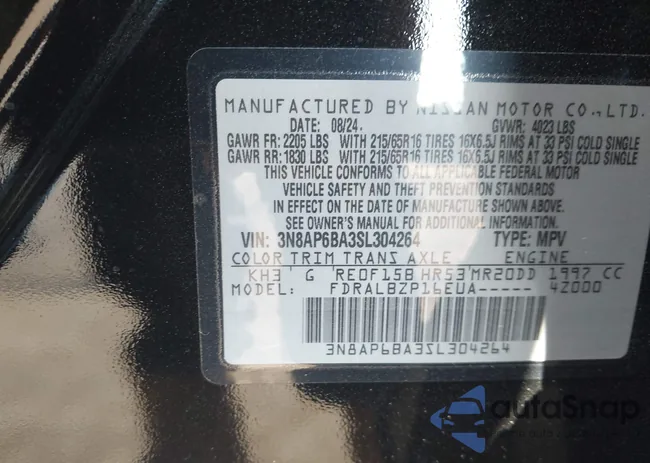 MANUFACTURED BY NISSAN MOTOR CO., LTD.
DATE: 08/24. GVWR: 4023 LBS
GAWR FR: 2205 LBS WITH 215/65R16 TIRES 16X6.5J RIMS AT 33 PSI COLD SINGLE
GAWR RR: 1830 LBS WITH 215/65R16 TIRES 16X6.5J RIMS AT 33 PSI COLD SINGLE
THIS VEHICLE CONFORMS TO ALL APPLICABLE FEDERAL MOTOR
VEHICLE SAFETY AND THEFT PREVENTION STANDARDS
IN EFFECT ON THE DATE OF MANUFACTURE SHOWN ABOVE.
SEE OWNER'S MANUAL FOR ADDITIONAL INFORMATION.
VIN: 3N8AP6BA3SL304264 TYPE: MPV
COLOR TRIM TRANS AXLE ENGINE
KH3 G RE0F15B HR53 MR20DD 1997 CC
MODEL: FDRALBZP16EUA----- 4Z000
3N8AP6BA3SL304264
autoSnap
POWERED BY